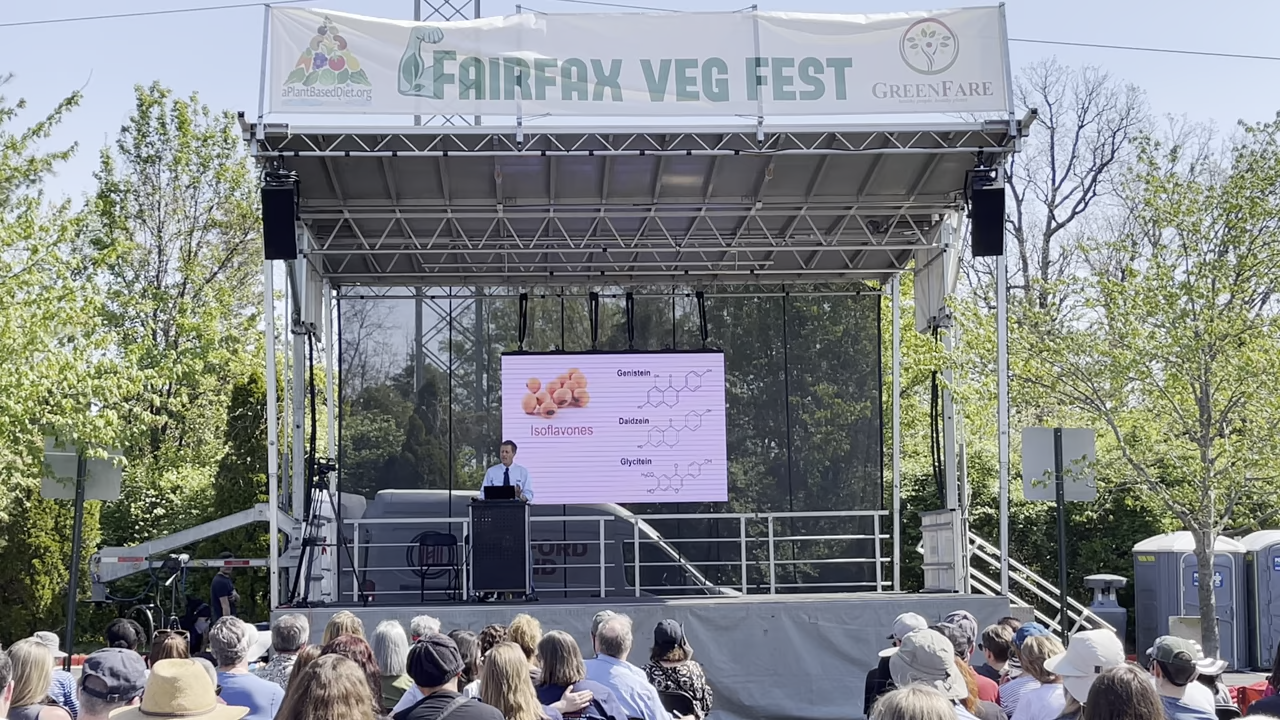 aPlantBasedDiet.org
FAIRFAX VEG FEST
GREENFARE
Isoflavones
Genistein
Daidzein
Glycitein